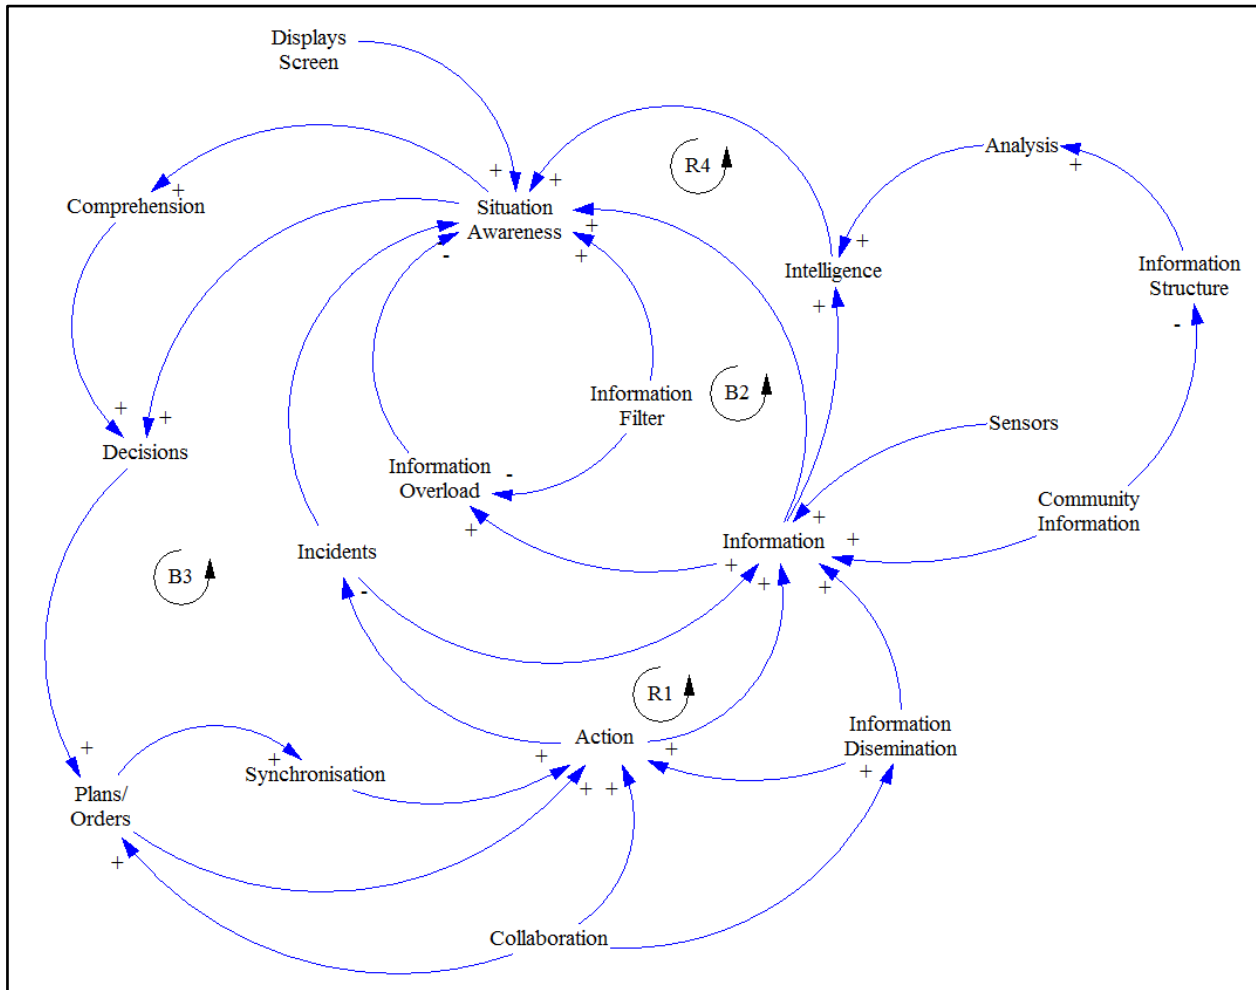 Displays
Screen
R4
Analysis
+
+
+
+
Comprehension
Situation
Awareness
+
+
-
+
Intelligence
+
Information
Structure
-
Information
Filter
B2
+
+
Decisions
Sensors
Information
Overload
-
+
Community
Information
+
+
Incidents
Information
+
+
+
+
B3
-
R1
Information
Disemination
+
Action
+
+
+
+
Synchronisation
+
+
+
Plans/
Orders
+
Collaboration